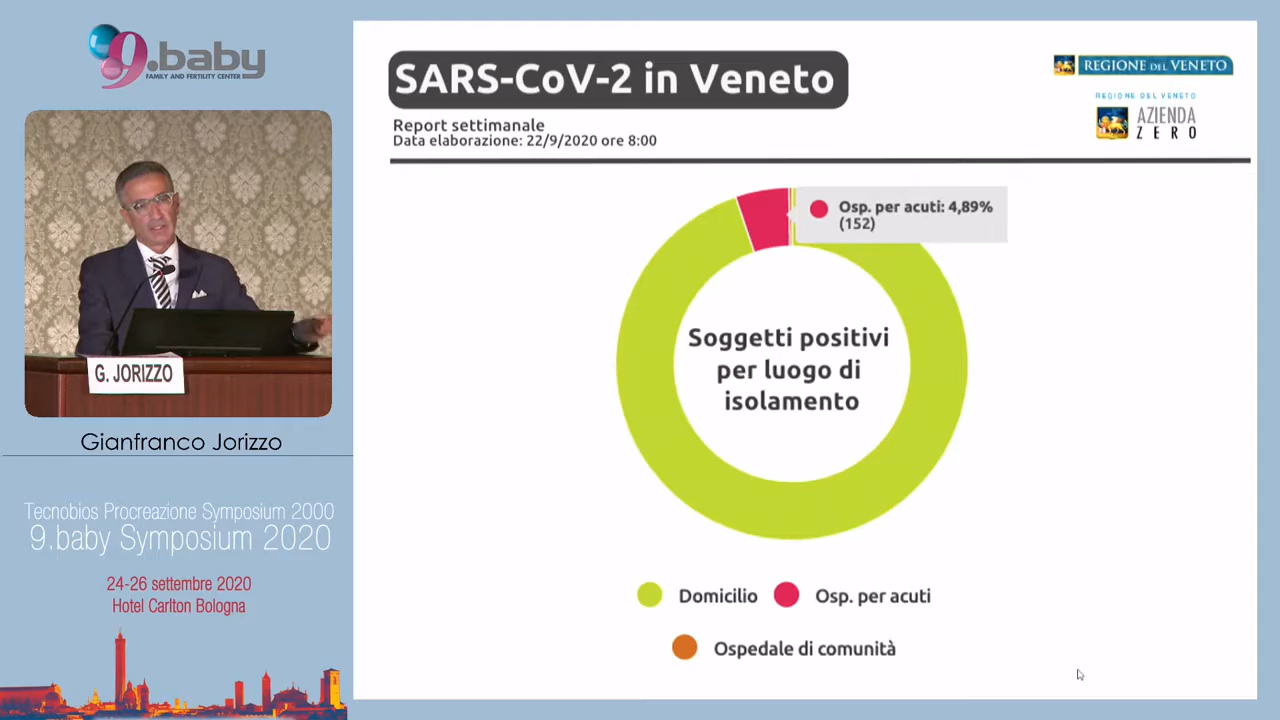 9.baby
FAMILY AND FERTILITY CENTER
G. JORIZZO
Gianfranco Jorizzo
Tecnobios Procreazione Symposium 2000
9.baby Symposium 2020
24-26 settembre 2020
Hotel Carlton Bologna
SARS-CoV-2 in Veneto
Report settimanale
Data elaborazione: 22/9/2020 ore 8:00
REGIONE DEL VENETO
REGIONE DEL VENETO
AZIENDA
ZERO
Osp. per acuti: 4,89%
(152)
Soggetti positivi
per luogo di
isolamento
Domicilio
Osp. per acuti
Ospedale di comunità